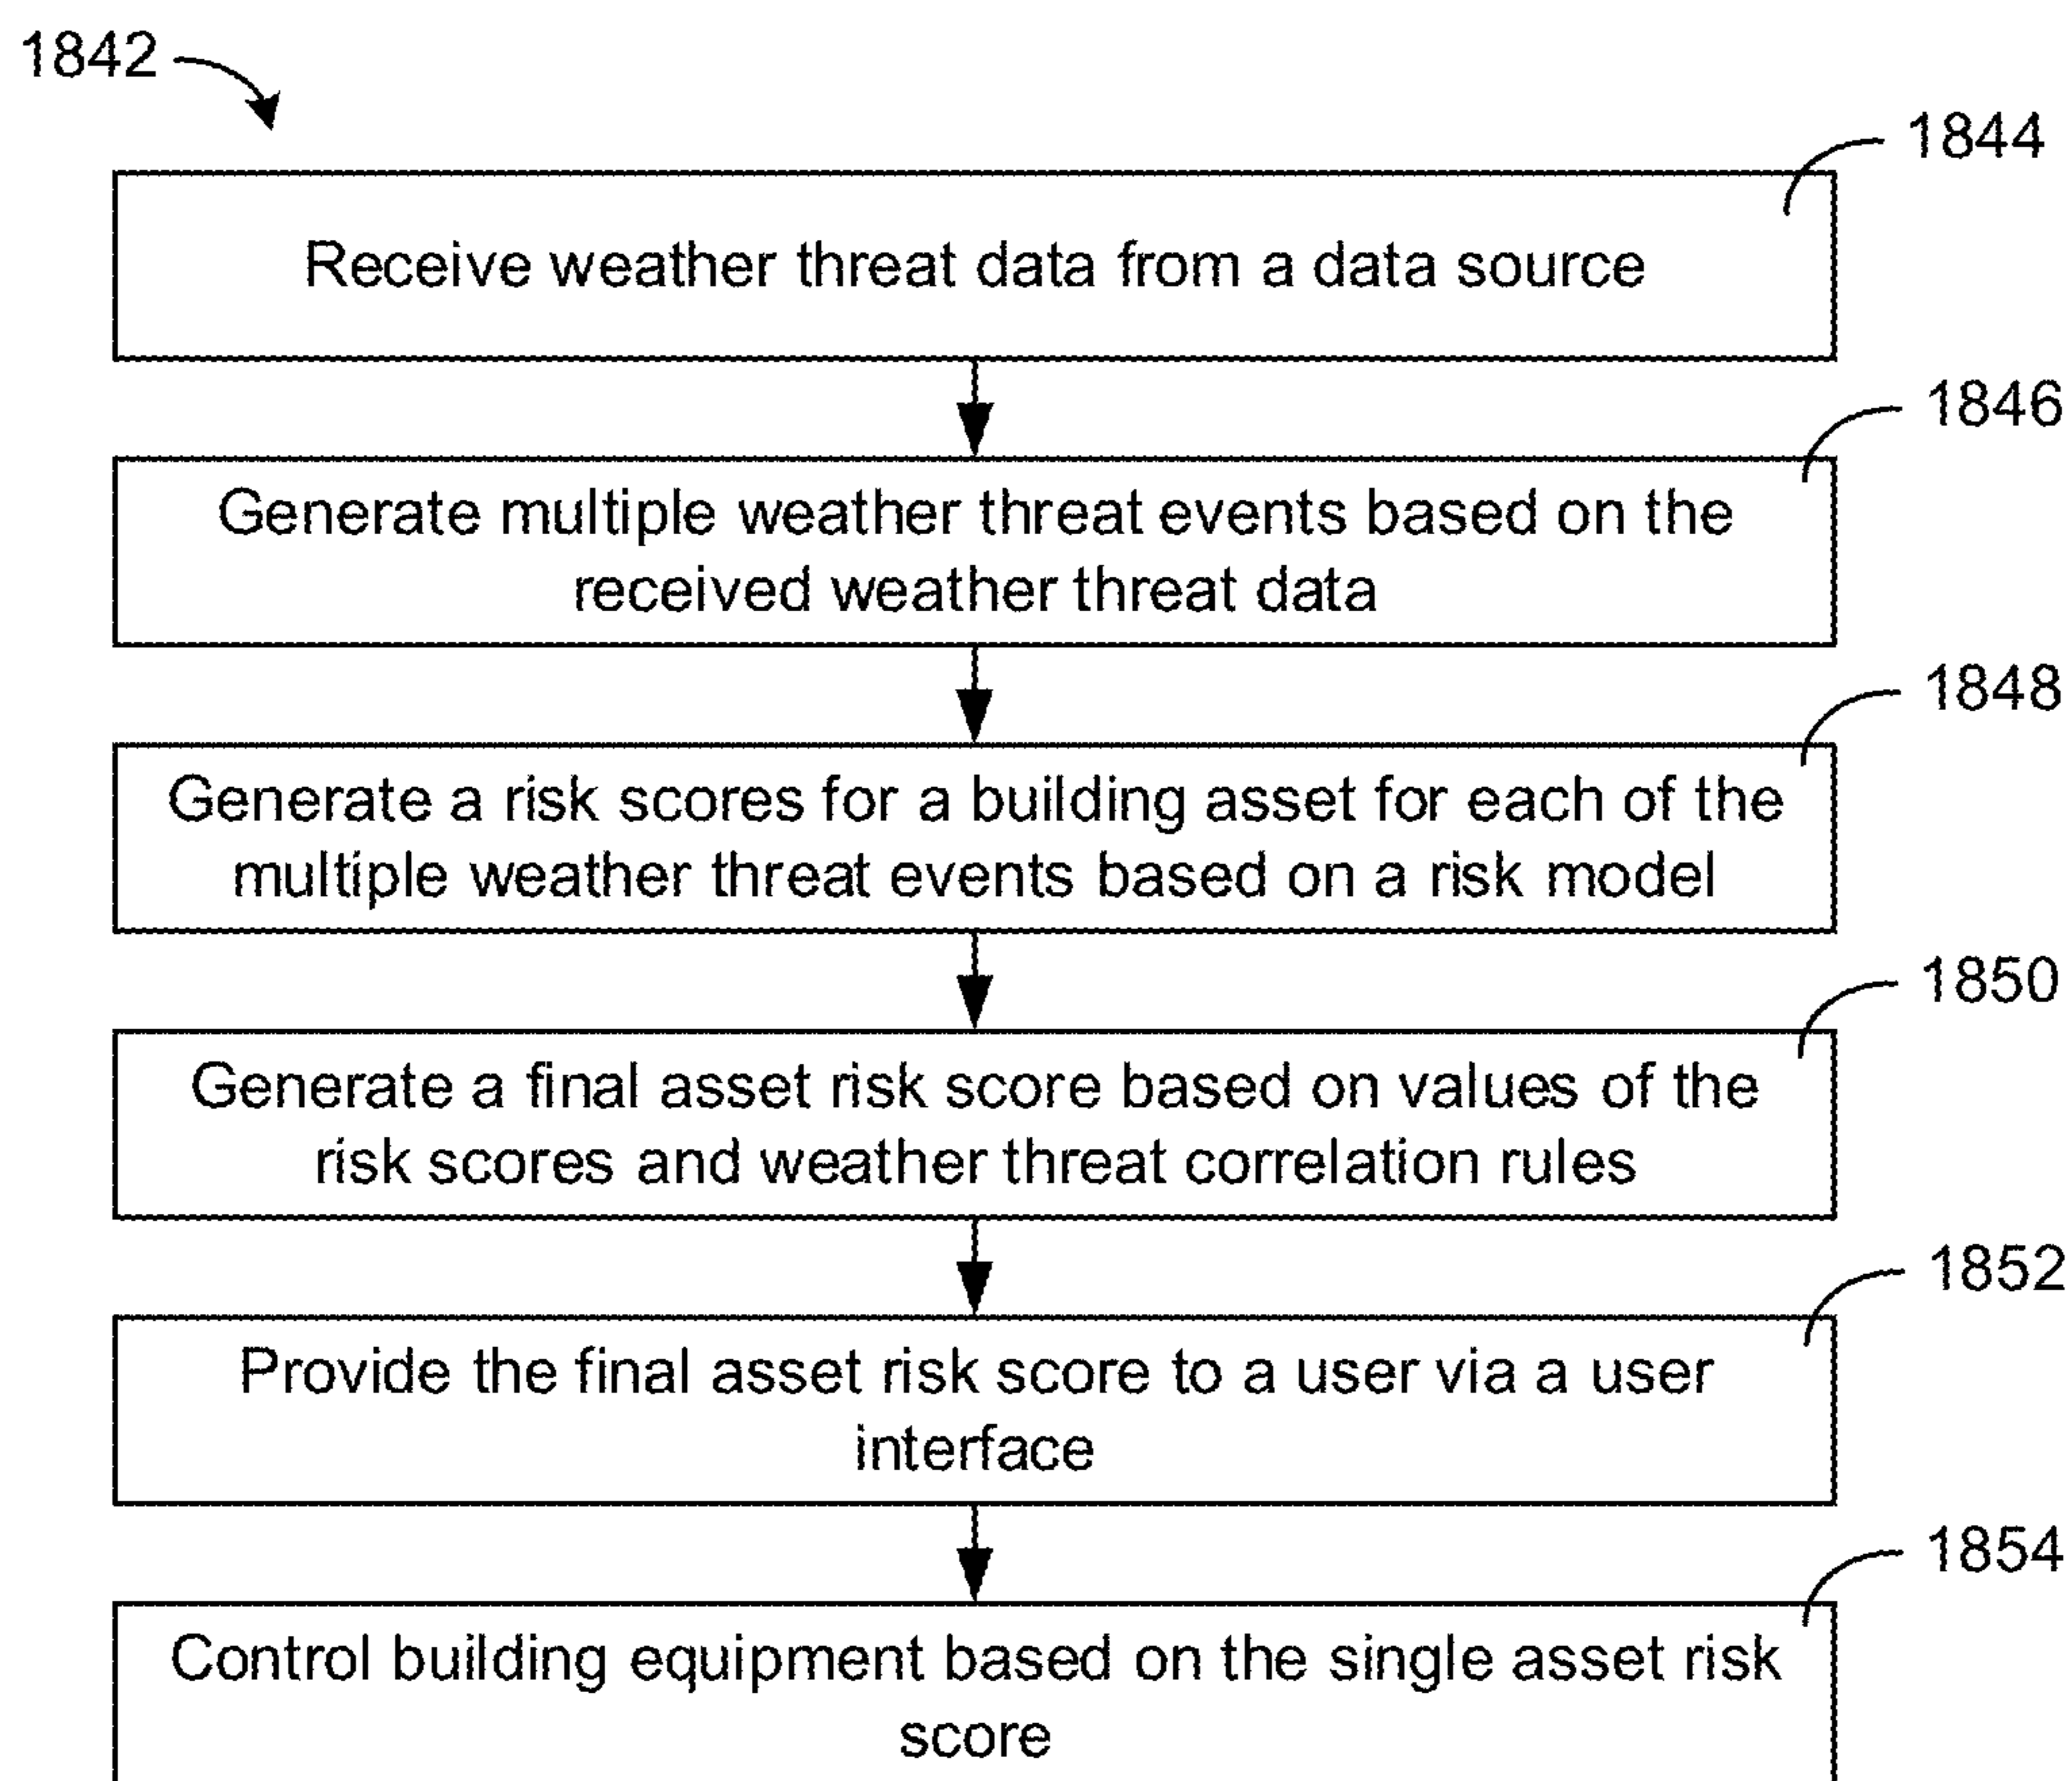 1842
1844
Receive weather threat data from a data source
1846
Generate multiple weather threat events based on the
received weather threat data
1848
Generate a risk scores for a building asset for each of the
multiple weather threat events based on a risk model
1850
Generate a final asset risk score based on values of the
risk scores and weather threat correlation rules
1852
Provide the final asset risk score to a user via a user
interface
1854
Control building equipment based on the single asset risk
score